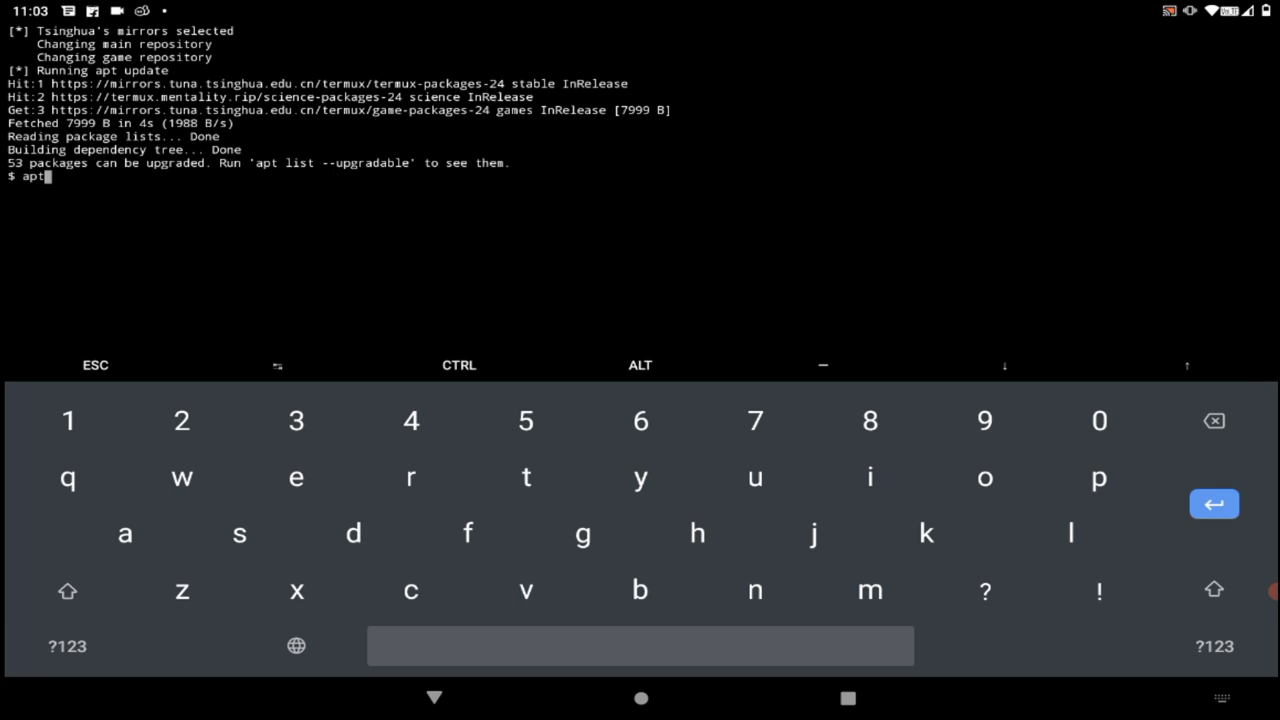 11:03
[*] Tsinghua's mirrors selected
Changing main repository
Changing game repository
[*] Running apt update
Hit:1 https://mirrors.tuna.tsinghua.edu.cn/termux/termux-packages-24 stable InRelease
Hit:2 https://termux.mentality.rip/science-packages-24 science InRelease
Get:3 https://mirrors.tuna.tsinghua.edu.cn/termux/game-packages-24 games InRelease [7999 B]
Fetched 7999 B in 4s (1988 B/s)
Reading package lists... Done
Building dependency tree... Done
53 packages can be upgraded. Run 'apt list --upgradable' to see them.
$ apt
ESC CTRL ALT — ↓ ↑
1 2 3 4 5 6 7 8 9 0
q w e r t y u i o p
a s d f g h j k l
z x c v b n m ? !
?123 ?123